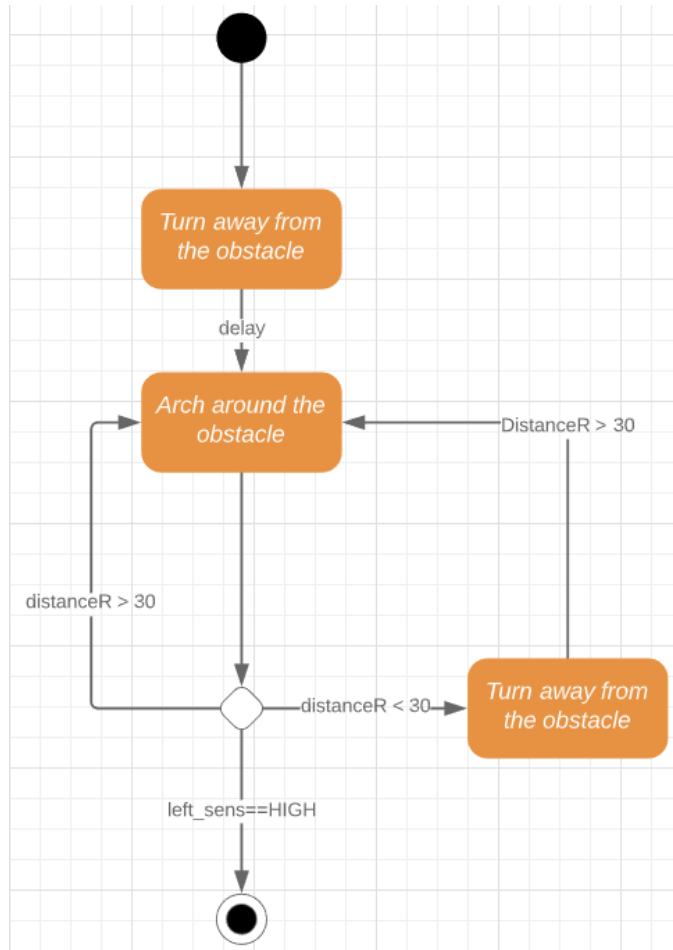 Turn away from
the obstacle
delay
Arch around the
obstacle
DistanceR > 30
distanceR > 30
Turn away from
the obstacle
distanceR < 30
left_sens==HIGH